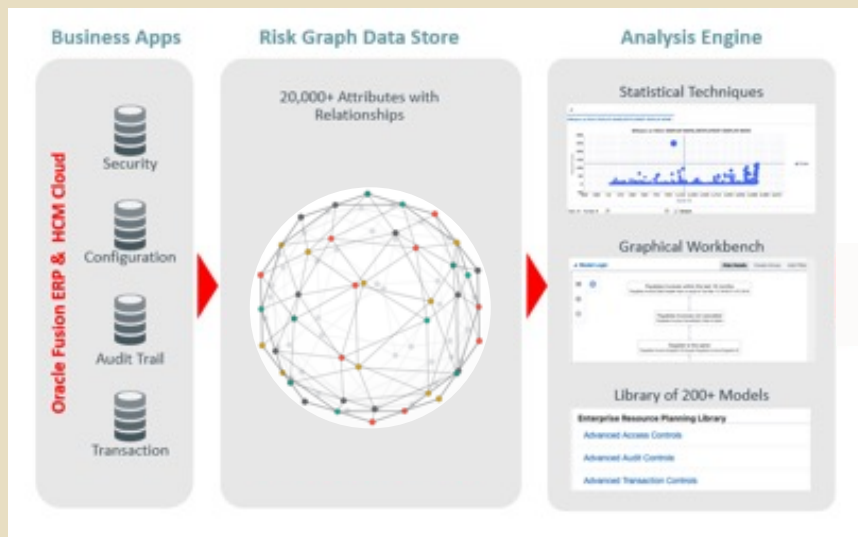 Business Apps
Risk Graph Data Store
Analysis Engine
Oracle Fusion ERP & HCM Cloud
Security
Configuration
Audit Trail
Transaction
20,000+ Attributes with
Relationships
Statistical Techniques
Graphical Workbench
Model Logic
Library of 200+ Models
Enterprise Resource Planning Library
Advanced Access Controls
Advanced Audit Controls
Advanced Transaction Controls